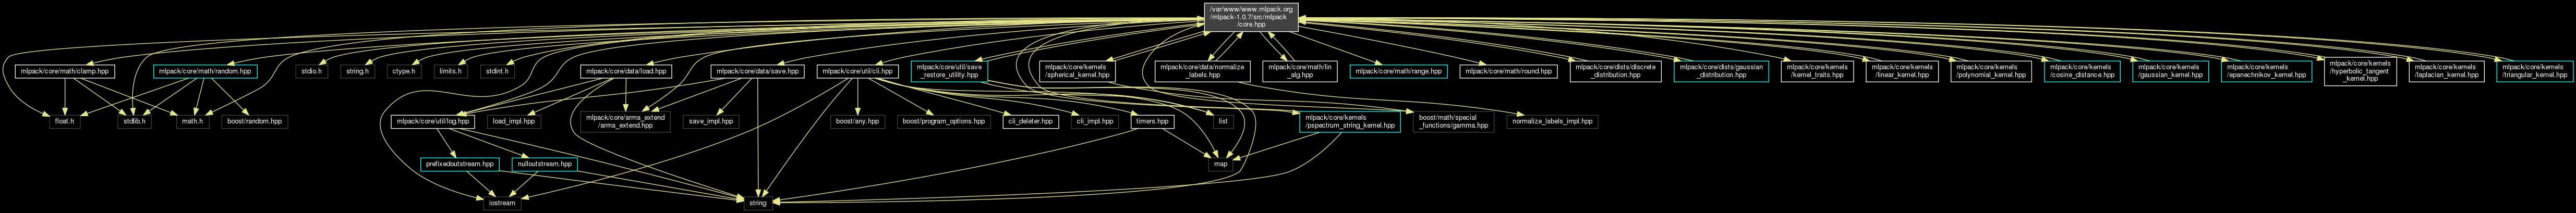 /var/www/www.mlpack.org
/mlpack-1.0.7/src/mlpack
/core.hpp
mlpack/core/math/clamp.hpp
mlpack/core/math/random.hpp
stdio.h
string.h
ctype.h
limits.h
stdint.h
mlpack/core/data/load.hpp
mlpack/core/data/save.hpp
mlpack/core/util/cli.hpp
mlpack/core/util/save
_restore_utility.hpp
mlpack/core/kernels
/spherical_kernel.hpp
mlpack/core/data/normalize
_labels.hpp
mlpack/core/math/lin
_alg.hpp
mlpack/core/math/range.hpp
mlpack/core/math/round.hpp
mlpack/core/dists/discrete
_distribution.hpp
mlpack/core/dists/gaussian
_distribution.hpp
mlpack/core/kernels
/kernel_traits.hpp
mlpack/core/kernels
/linear_kernel.hpp
mlpack/core/kernels
/polynomial_kernel.hpp
mlpack/core/kernels
/cosine_distance.hpp
mlpack/core/kernels
/gaussian_kernel.hpp
mlpack/core/kernels
/epanechnikov_kernel.hpp
mlpack/core/kernels
/hyperbolic_tangent
_kernel.hpp
mlpack/core/kernels
/laplacian_kernel.hpp
mlpack/core/kernels
/triangular_kernel.hpp
float.h
stdlib.h
math.h
boost/random.hpp
mlpack/core/util/log.hpp
load_impl.hpp
mlpack/core/arma_extend
/arma_extend.hpp
save_impl.hpp
boost/any.hpp
boost/program_options.hpp
cli_deleter.hpp
cli_impl.hpp
timers.hpp
list
mlpack/core/kernels
/pspectrum_string_kernel.hpp
boost/math/special
_functions/gamma.hpp
normalize_labels_impl.hpp
prefixedoutstream.hpp
nulloutstream.hpp
map
iostream
string